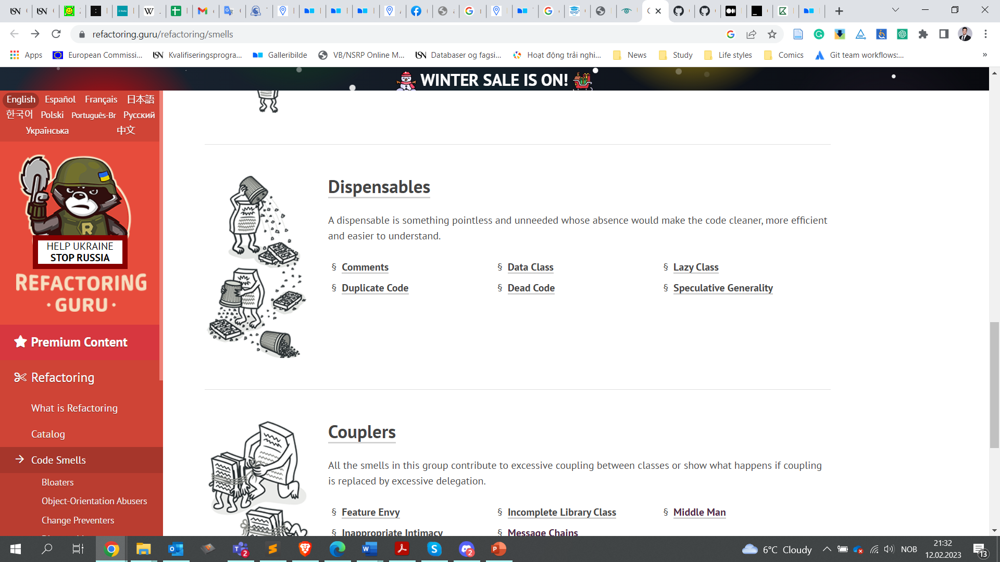 refactoring.guru/refactoring/smells
Apps
European Commissi...
Kvalifiseringsprogra...
Galleribilde
VB/NSRP Online M...
Databaser og fagsi...
Hoạt động trải nghi...
News
Study
Life styles
Comics
Git team workflows:...
»
WINTER SALE IS ON!
English Español Français 日本語
한국어 Polski Português-Br Русский
Українська 中文
HELP UKRAINE
STOP RUSSIA
REFACTORING
· GURU ·
Premium Content
Refactoring
What is Refactoring
Catalog
Code Smells
Bloaters
Object-Orientation Abusers
Change Preventers
Dispensables
A dispensable is something pointless and unneeded whose absence would make the code cleaner, more efficient
and easier to understand.
§ Comments § Data Class § Lazy Class
§ Duplicate Code § Dead Code § Speculative Generality
Couplers
All the smells in this group contribute to excessive coupling between classes or show what happens if coupling
is replaced by excessive delegation.
§ Feature Envy § Incomplete Library Class § Middle Man
§ Inappropriate Intimacy § Message Chains
6°C Cloudy
NOB
21:32
12.02.2023
13